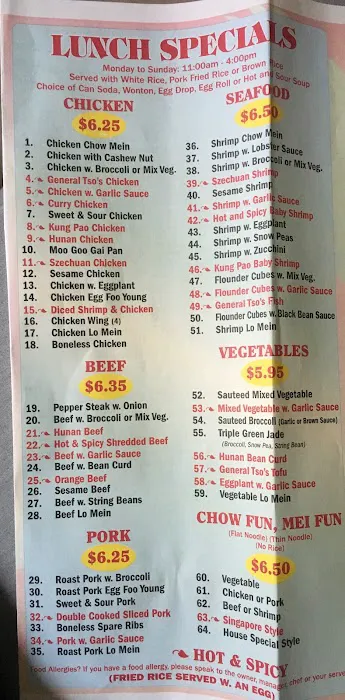 LUNCH SPECIALS
Monday to Sunday: 11:00am - 4:00pm
Served with White Rice, Pork Fried Rice or Brown Rice
Choice of Can Soda, Wonton, Egg Drop, Egg Roll or Hot and Sour Soup
CHICKEN
$6.25
1. Chicken Chow Mein
2. Chicken with Cashew Nut
3. Chicken w. Broccoli or Mix Veg.
4. General Tso's Chicken
5. Chicken w. Garlic Sauce
6. Curry Chicken
7. Sweet & Sour Chicken
8. Kung Pao Chicken
9. Hunan Chicken
10. Moo Goo Gai Pan
11. Szechuan Chicken
12. Sesame Chicken
13. Chicken w. Eggplant
14. Chicken Egg Foo Young
15. Diced Shrimp & Chicken
16. Chicken Wing (4)
17. Chicken Lo Mein
18. Boneless Chicken
BEEF
$6.35
19. Pepper Steak w. Onion
20. Beef w. Broccoli or Mix Veg.
21. Hunan Beef
22. Hot & Spicy Shredded Beef
23. Beef w. Garlic Sauce
24. Beef w. Bean Curd
25. Orange Beef
26. Sesame Beef
27. Beef w. String Beans
28. Beef Lo Mein
PORK
$6.25
29. Roast Pork w. Broccoli
30. Roast Pork Egg Foo Young
31. Sweet & Sour Pork
32. Double Cooked Sliced Pork
33. Boneless Spare Ribs
34. Pork w. Garlic Sauce
35. Roast Pork Lo Mein
SEAFOOD
$6.50
36. Shrimp Chow Mein
37. Shrimp w. Lobster Sauce
38. Shrimp w. Broccoli or Mix Veg.
39. Szechuan Shrimp
40. Sesame Shrimp
41. Shrimp w. Garlic Sauce
42. Hot and Spicy Baby Shrimp
43. Shrimp w. Eggplant
44. Shrimp w. Snow Peas
45. Shrimp w. Zucchini
46. Kung Pao Baby Shrimp
47. Flounder Cubes w. Mix Veg.
48. Flounder Cubes w. Garlic Sauce
49. General Tso's Fish
50. Flounder Cubes w. Black Bean Sauce
51. Shrimp Lo Mein
VEGETABLES
$5.95
52. Sauteed Mixed Vegetable
53. Mixed Vegetable w. Garlic Sauce
54. Sauteed Broccoli (Garlic or Brown Sauce)
55. Triple Green Jade
(Broccoli, Snow Pea, String Bean)
56. Hunan Bean Curd
57. General Tso's Tofu
58. Eggplant w. Garlic Sauce
59. Vegetable Lo Mein
CHOW FUN, MEI FUN
(Flat Noodle) (Thin Noodle)
(No Rice)
$6.50
60. Vegetable
61. Chicken or Pork
62. Beef or Shrimp
63. Singapore Style
64. House Special Style
HOT & SPICY
Food Allergies? If you have a food allergy, please speak to the owner, manager, chef or your server
(FRIED RICE SERVED W. AN EGG)